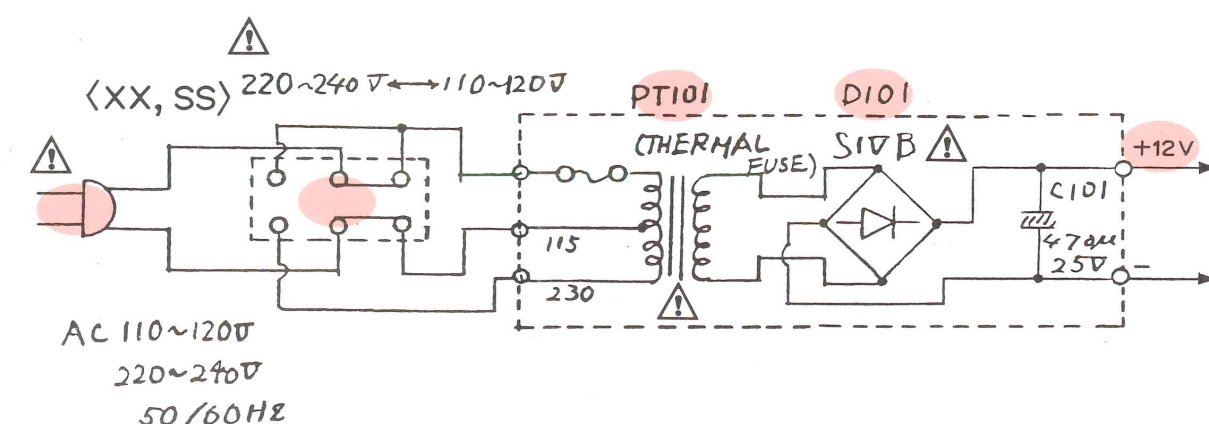 〈XX, SS〉 220~240V↔110~120V
PT101
D101
(THERMAL FUSE)
S1VB
+12V
C101
470µ
25V
-
115
230
AC 110~120V
220~240V
50/60HZ